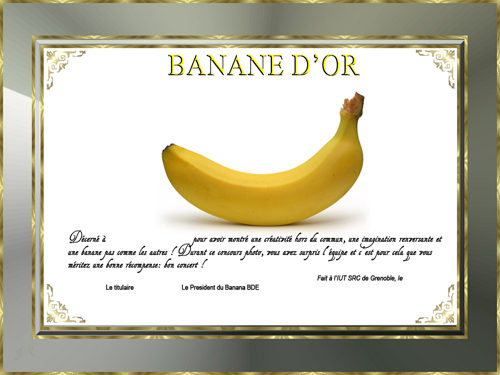 BANANE D'OR
Décerné à pour avoir montré une créativité hors du commun, une imagination renversante et
une banane pas comme les autres ! Durant ce concours photo, vous avez surpris l'équipe et c'est pour cela que vous
méritez une bonne récompense: bon concert !
Fait à l'IUT SRC de Grenoble, le
Le titulaire Le President du Banana BDE